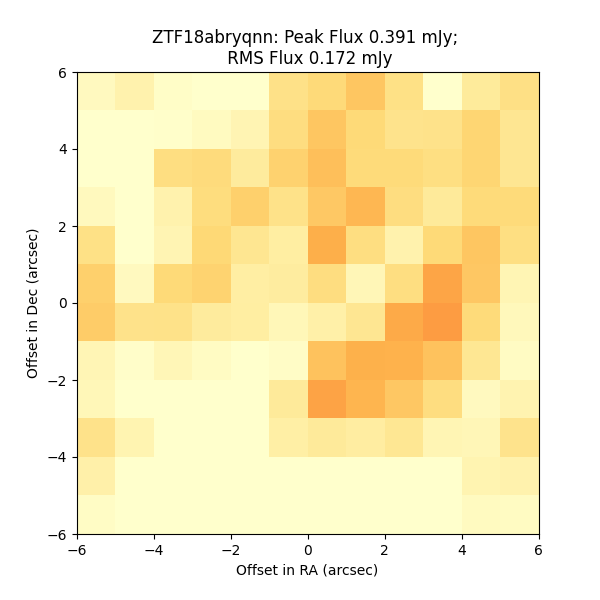 ZTF18abryqnn: Peak Flux 0.391 mJy;
RMS Flux 0.172 mJy
6
4
2
0
−2
−4
−6
Offset in Dec (arcsec)
−6 −4 −2 0 2 4 6
Offset in RA (arcsec)